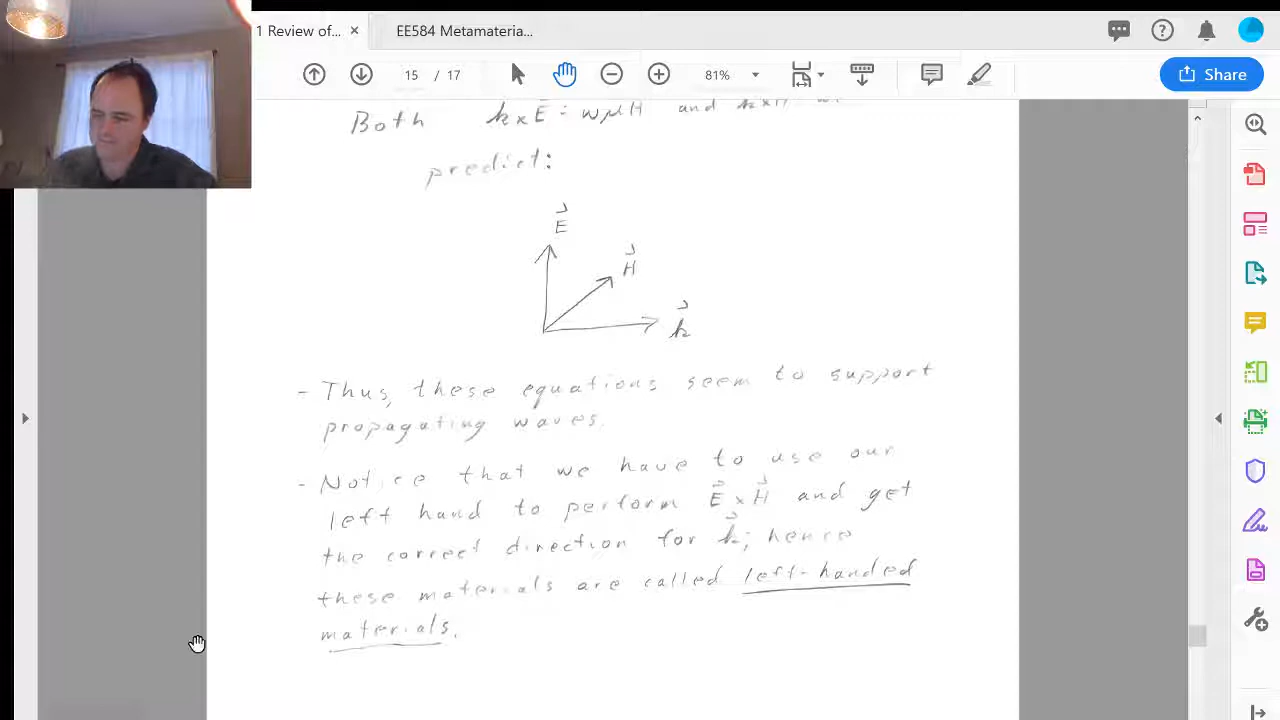 1 Review of...
EE584 Metamateria...
15 / 17
81%
Share
Both k × E = ωμH and k × H
predict:
E
H
k
- Thus, these equations seem to support
propagating waves.
- Notice that we have to use our
left hand to perform E × H and get
the correct direction for k; hence
these materials are called left-handed
materials.